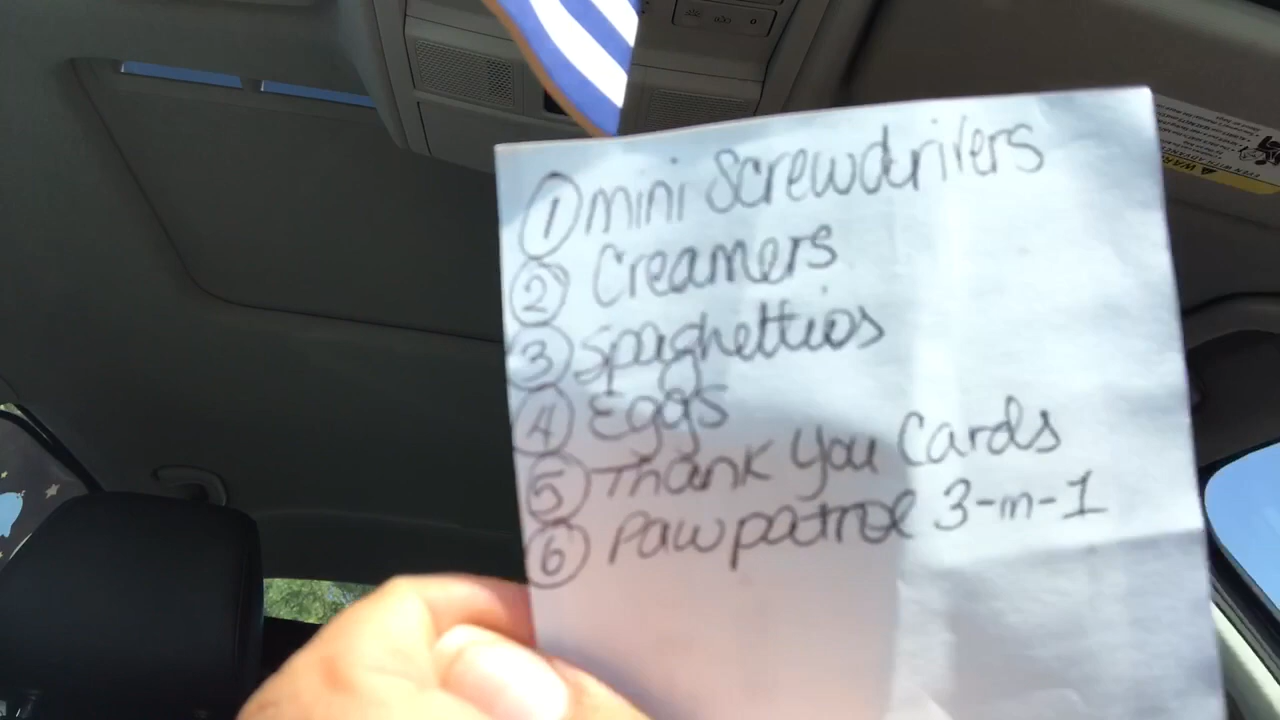 ① mini Screwdrivers
② Creamers
③ Spaghettios
④ Eggs
⑤ Thank You Cards
⑥ Paw patrol 3-in-1